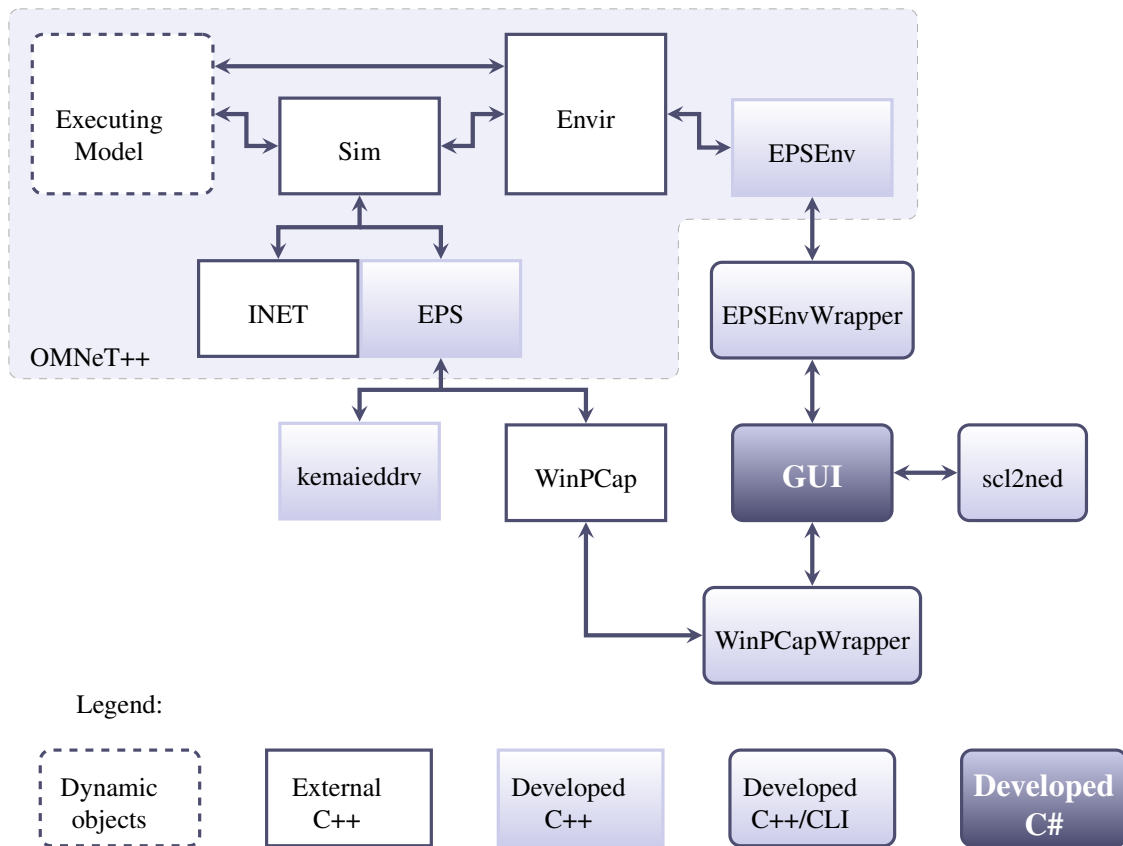 Executing
Model
Sim
Envir
EPSEnv
INET
EPS
EPSEnvWrapper
OMNeT++
kemaieddrv
WinPCap
GUI
scl2ned
WinPCapWrapper
Legend:
Dynamic
objects
External
C++
Developed
C++
Developed
C++/CLI
Developed
C#